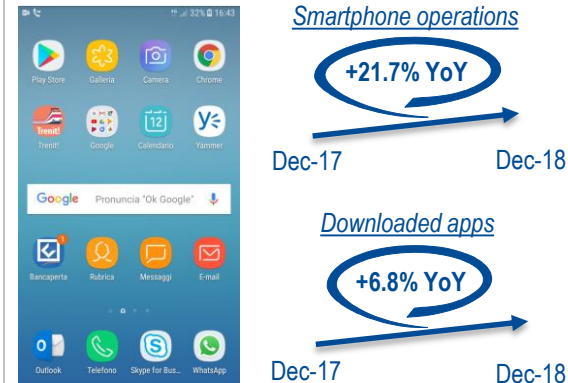 32% 16:43
Play Store Galleria Camera Chrome
Trenit!
12
Trenit! Google Calendario Yammer
Google Pronuncia "Ok Google"
1
Bancaperta Rubrica Messaggi E-mail
Outlook Telefono Skype for Bus... WhatsApp
Smartphone operations
+21.7% YoY
Dec-17 Dec-18
Downloaded apps
+6.8% YoY
Dec-17 Dec-18